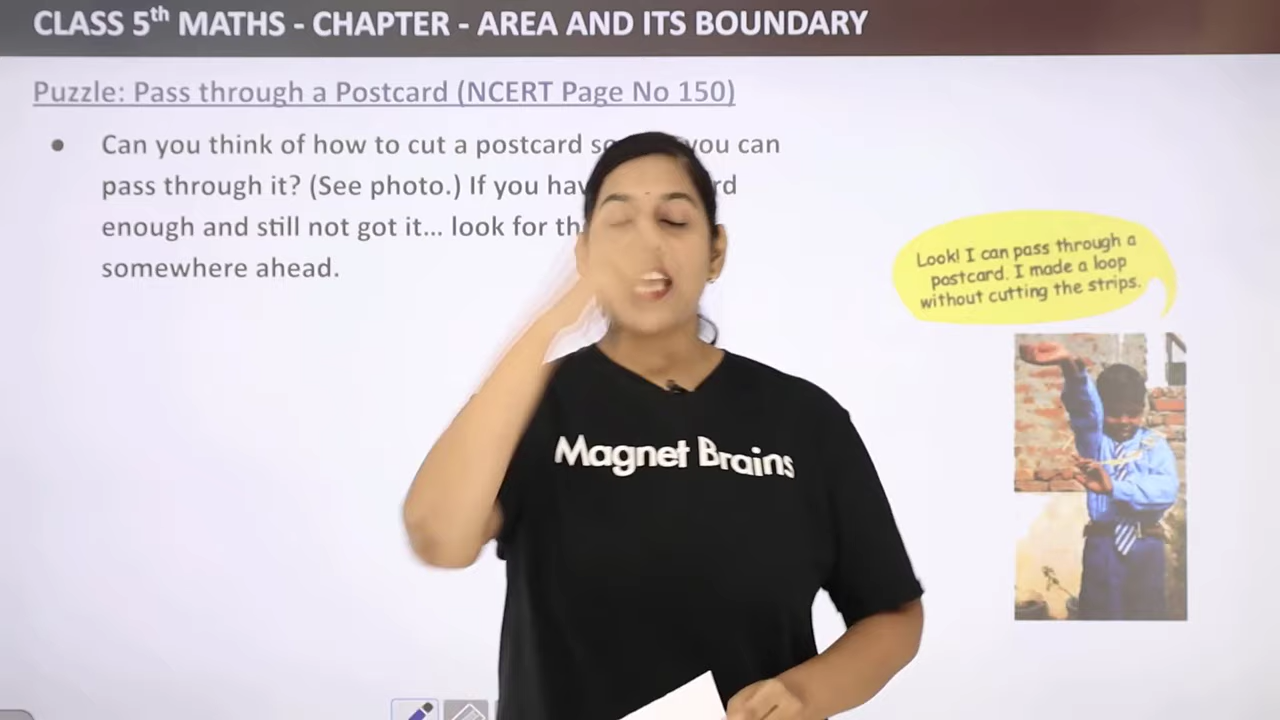 CLASS 5th MATHS - CHAPTER - AREA AND ITS BOUNDARY
Puzzle: Pass through a Postcard (NCERT Page No 150)
Can you think of how to cut a postcard so you can
pass through it? (See photo.) If you rd
enough and still not got it... look for
somewhere ahead.
Look! I can pass through a
postcard. I made a loop
without cutting the strips.
Magnet Brains